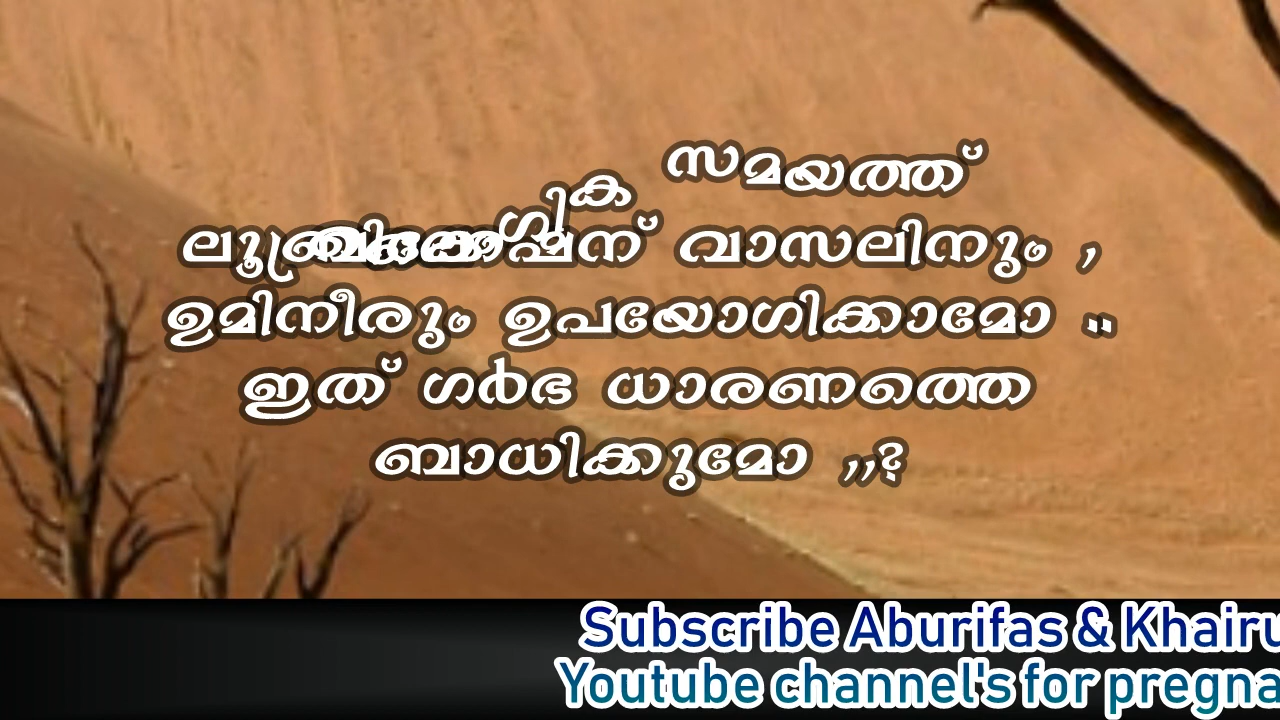 സമയത്ത്
വാസലിനും ,
ഉമിനീരും ഉപയോഗിക്കാമോ ..
ഇത് ഗർഭ ധാരണത്തെ
ബാധിക്കുമോ ,,?
Subscribe Aburifas & Khairu
Youtube channel's for pregna